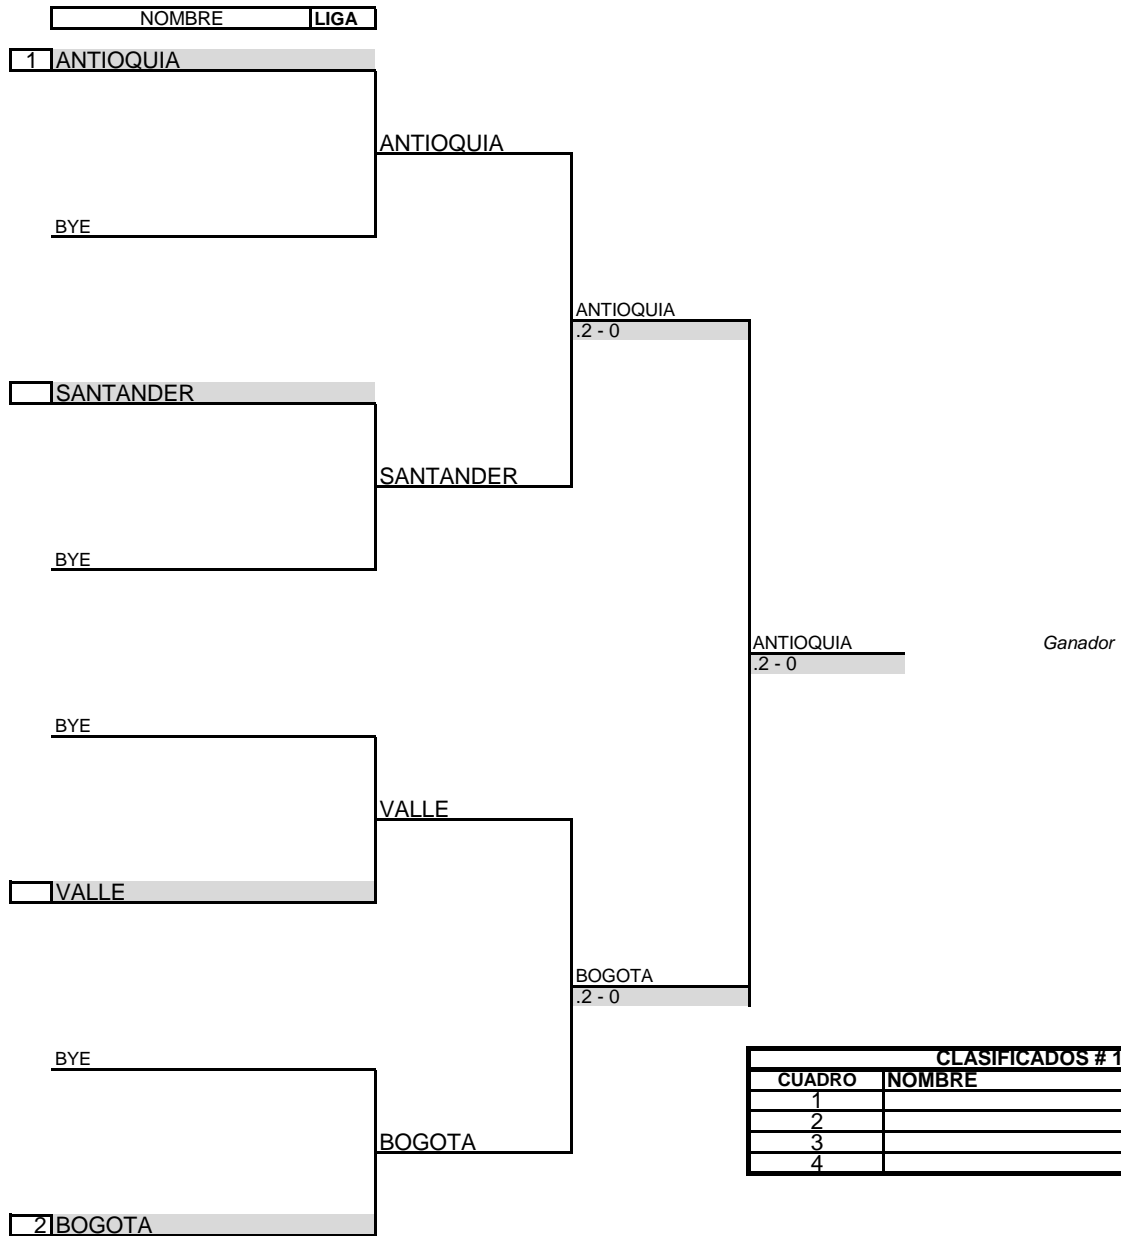 NOMBRE LIGA
1 ANTIOQUIA
ANTIOQUIA
BYE
ANTIOQUIA
.2 - 0
SANTANDER
SANTANDER
BYE
ANTIOQUIA Ganador
.2 - 0
BYE
VALLE
VALLE
BOGOTA
.2 - 0
BYE
CLASIFICADOS # 1
CUADRO NOMBRE
1
2
3
BOGOTA
4
2 BOGOTA